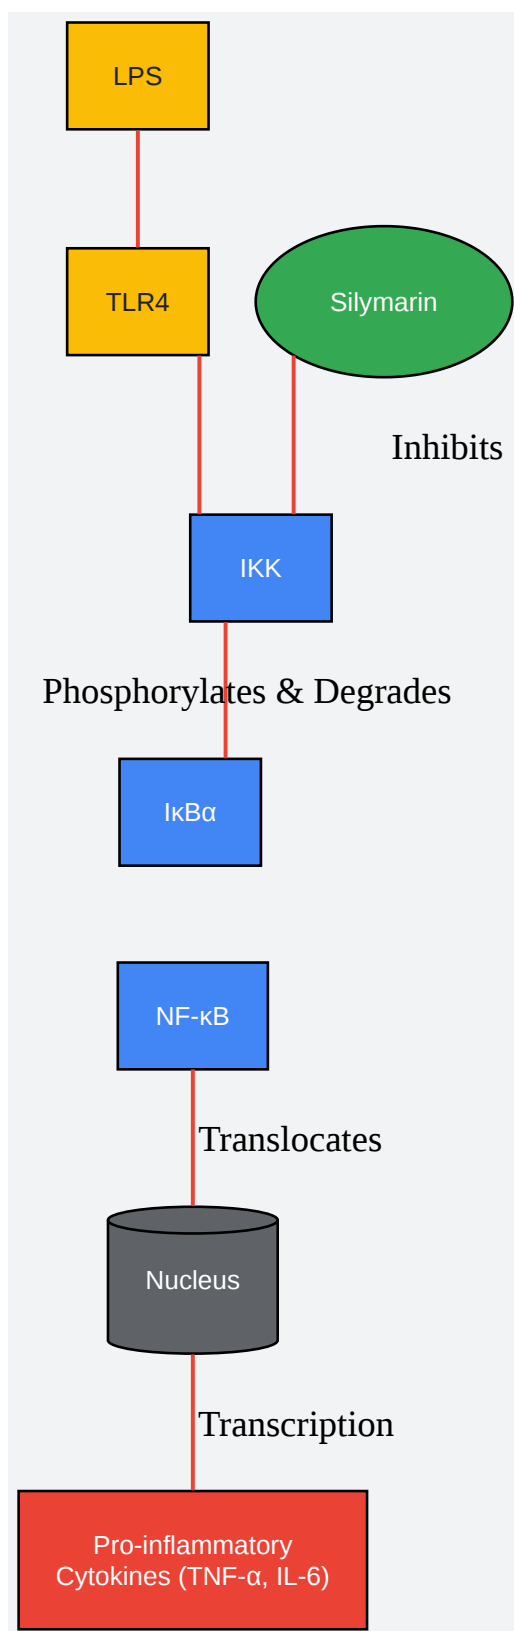 LPS
TLR4
Silymarin
Inhibits
IKK
Phosphorylates & Degrades
IκBα
NF-κB
Translocates
Nucleus
Transcription
Pro-inflammatory
Cytokines (TNF-α, IL-6)